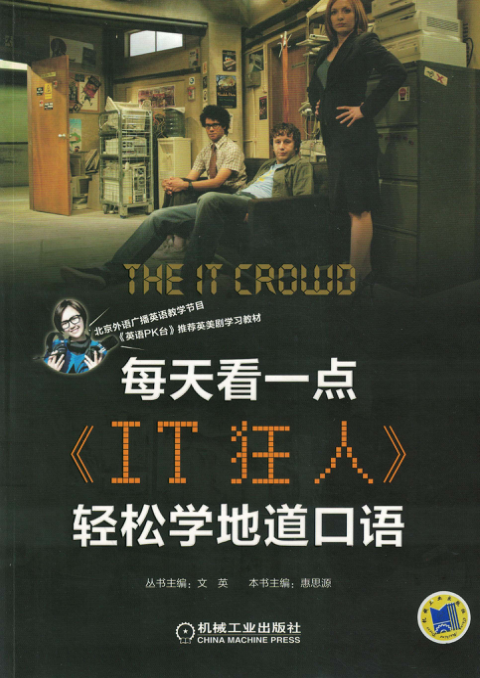 THE IT CROWD
北京外语广播英语教学节目
《英语PK台》推荐英美剧学习教材
每天看一点
《IT 狂人》
轻松学地道口语
丛书主编：文 英 本书主编：惠思源
机械工业出版社
CHINA MACHINE PRESS